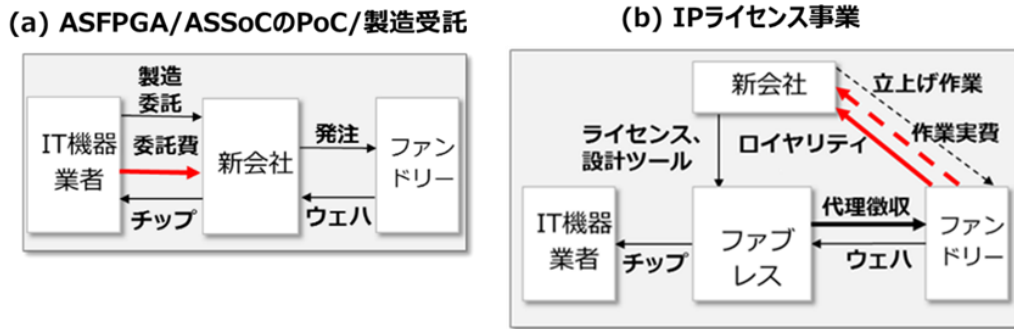 (a) ASFPGA/ASSoCのPoC/製造受託
製造
委託
IT機器
業者
委託費
チップ
新会社
発注
ウェハ
ファン
ドリー
(b) IPライセンス事業
新会社
立上げ作業
作業実費
ライセンス、
設計ツール
ロイヤリティ
IT機器
業者
チップ
ファブ
レス
代理徴収
ウェハ
ファン
ドリー